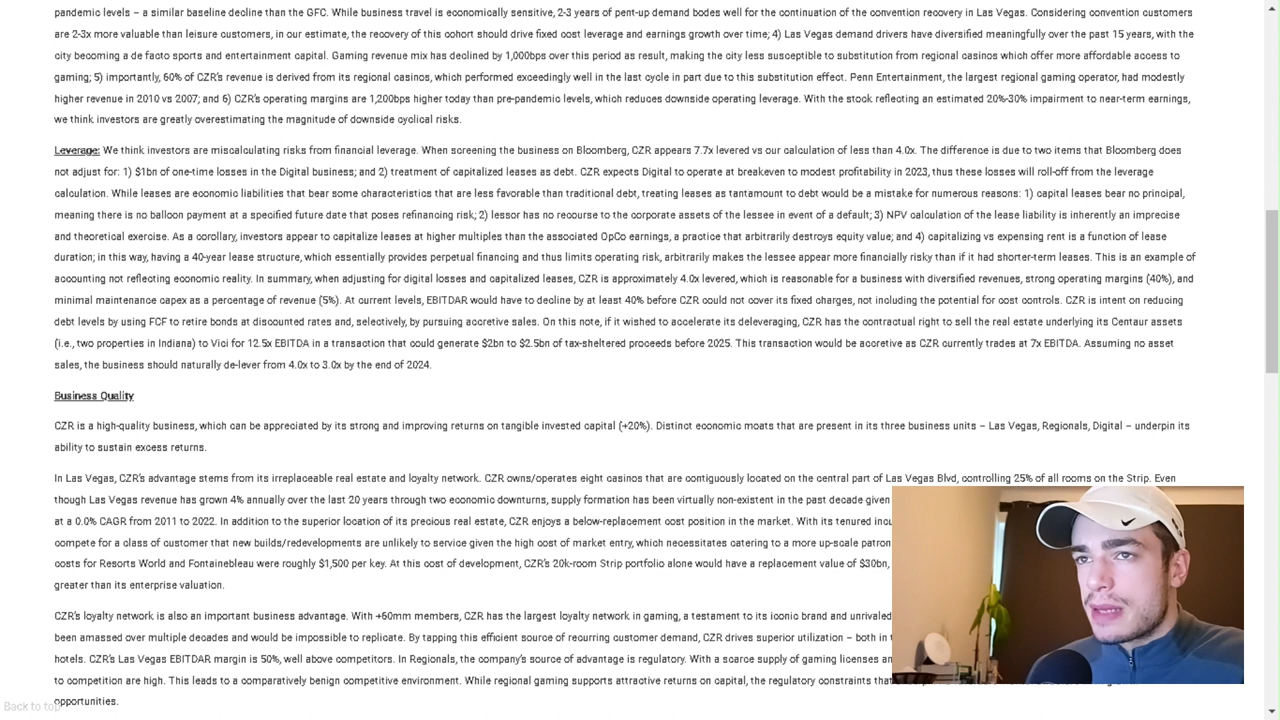 pandemic levels – a similar baseline decline than the GFC. While business travel is economically sensitive, 2-3 years of pent-up demand bodes well for the continuation of the convention recovery in Las Vegas. Considering convention customers
are 2-3x more valuable than leisure customers, in our estimate, the recovery of this cohort should drive fixed cost leverage and earnings growth over time; 4) Las Vegas demand drivers have diversified meaningfully over the past 15 years, with the
city becoming a de facto sports and entertainment capital. Gaming revenue mix has declined by 1,000bps over this period as result, making the city less susceptible to substitution from regional casinos which offer more affordable access to
gaming; 5) importantly, 60% of CZR's revenue is derived from its regional casinos, which performed exceedingly well in the last cycle in part due to this substitution effect. Penn Entertainment, the largest regional gaming operator, had modestly
higher revenue in 2010 vs 2007; and 6) CZR's operating margins are 1,200bps higher today than pre-pandemic levels, which reduces downside operating leverage. With the stock reflecting an estimated 20%-30% impairment to near-term earnings,
we think investors are greatly overestimating the magnitude of downside cyclical risks.
Leverage: We think investors are miscalculating risks from financial leverage. When screening the business on Bloomberg, CZR appears 7.7x levered vs our calculation of less than 4.0x. The difference is due to two items that Bloomberg does
not adjust for: 1) $1bn of one-time losses in the Digital business; and 2) treatment of capitalized leases as debt. CZR expects Digital to operate at breakeven to modest profitability in 2023, thus these losses will roll-off from the leverage
calculation. While leases are economic liabilities that bear some characteristics that are less favorable than traditional debt, treating leases as tantamount to debt would be a mistake for numerous reasons: 1) capital leases bear no principal,
meaning there is no balloon payment at a specified future date that poses refinancing risk; 2) lessor has no recourse to the corporate assets of the lessee in event of a default; 3) NPV calculation of the lease liability is inherently an imprecise
and theoretical exercise. As a corollary, investors appear to capitalize leases at higher multiples than the associated OpCo earnings, a practice that arbitrarily destroys equity value; and 4) capitalizing vs expensing rent is a function of lease
duration; in this way, having a 40-year lease structure, which essentially provides perpetual financing and thus limits operating risk, arbitrarily makes the lessee appear more financially risky than if it had shorter-term leases. This is an example of
accounting not reflecting economic reality. In summary, when adjusting for digital losses and capitalized leases, CZR is approximately 4.0x levered, which is reasonable for a business with diversified revenues, strong operating margins (40%), and
minimal maintenance capex as a percentage of revenue (5%). At current levels, EBITDAR would have to decline by at least 40% before CZR could not cover its fixed charges, not including the potential for cost controls. CZR is intent on reducing
debt levels by using FCF to retire bonds at discounted rates and, selectively, by pursuing accretive sales. On this note, if it wished to accelerate its deleveraging, CZR has the contractual right to sell the real estate underlying its Centaur assets
(i.e., two properties in Indiana) to Vici for 12.5x EBITDA in a transaction that could generate $2bn to $2.5bn of tax-sheltered proceeds before 2025. This transaction would be accretive as CZR currently trades at 7x EBITDA. Assuming no asset
sales, the business should naturally de-lever from 4.0x to 3.0x by the end of 2024.
Business Quality
CZR is a high-quality business, which can be appreciated by its strong and improving returns on tangible invested capital (+20%). Distinct economic moats that are present in its three business units – Las Vegas, Regionals, Digital – underpin its
ability to sustain excess returns.
In Las Vegas, CZR's advantage stems from its irreplaceable real estate and loyalty network. CZR owns/operates eight casinos that are contiguously located on the central part of Las Vegas Blvd, controlling 25% of all rooms on the Strip. Even
though Las Vegas revenue has grown 4% annually over the last 20 years through two economic downturns, supply formation has been virtually non-existent in the past decade given
at a 0.0% CAGR from 2011 to 2022. In addition to the superior location of its precious real estate, CZR enjoys a below-replacement cost position in the market. With its tenured
compete for a class of customer that new builds/redevelopments are unlikely to service given the high cost of market entry, which necessitates catering to a more up-scale
costs for Resorts World and Fontainebleau were roughly $1,500 per key. At this cost of development, CZR's 20k-room Strip portfolio alone would have a replacement value of $30bn,
greater than its enterprise valuation.
CZR's loyalty network is also an important business advantage. With +60mm members, CZR has the largest loyalty network in gaming, a testament to its iconic brand and
been amassed over multiple decades and would be impossible to replicate. By tapping this efficient source of recurring customer demand, CZR drives superior utilization – both in
hotels. CZR's Las Vegas EBITDAR margin is 50%, well above competitors. In Regionals, the company's source of advantage is regulatory. With a scarce supply of gaming licenses
to competition are high. This leads to a comparatively benign competitive environment. While regional gaming supports attractive returns on capital, the regulatory constraints
opportunities.
Back to top